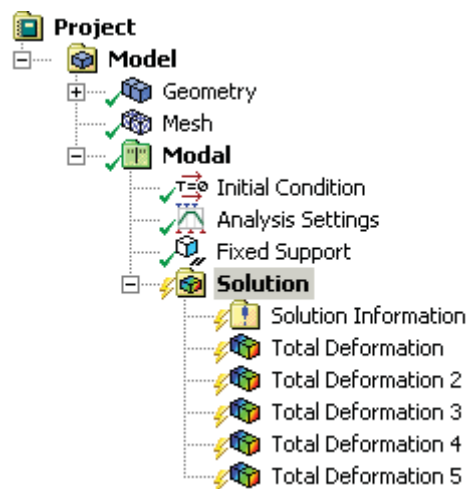 Project
Model
Geometry
Mesh
Modal
T=0 Initial Condition
Analysis Settings
Fixed Support
Solution
Solution Information
Total Deformation
Total Deformation 2
Total Deformation 3
Total Deformation 4
Total Deformation 5